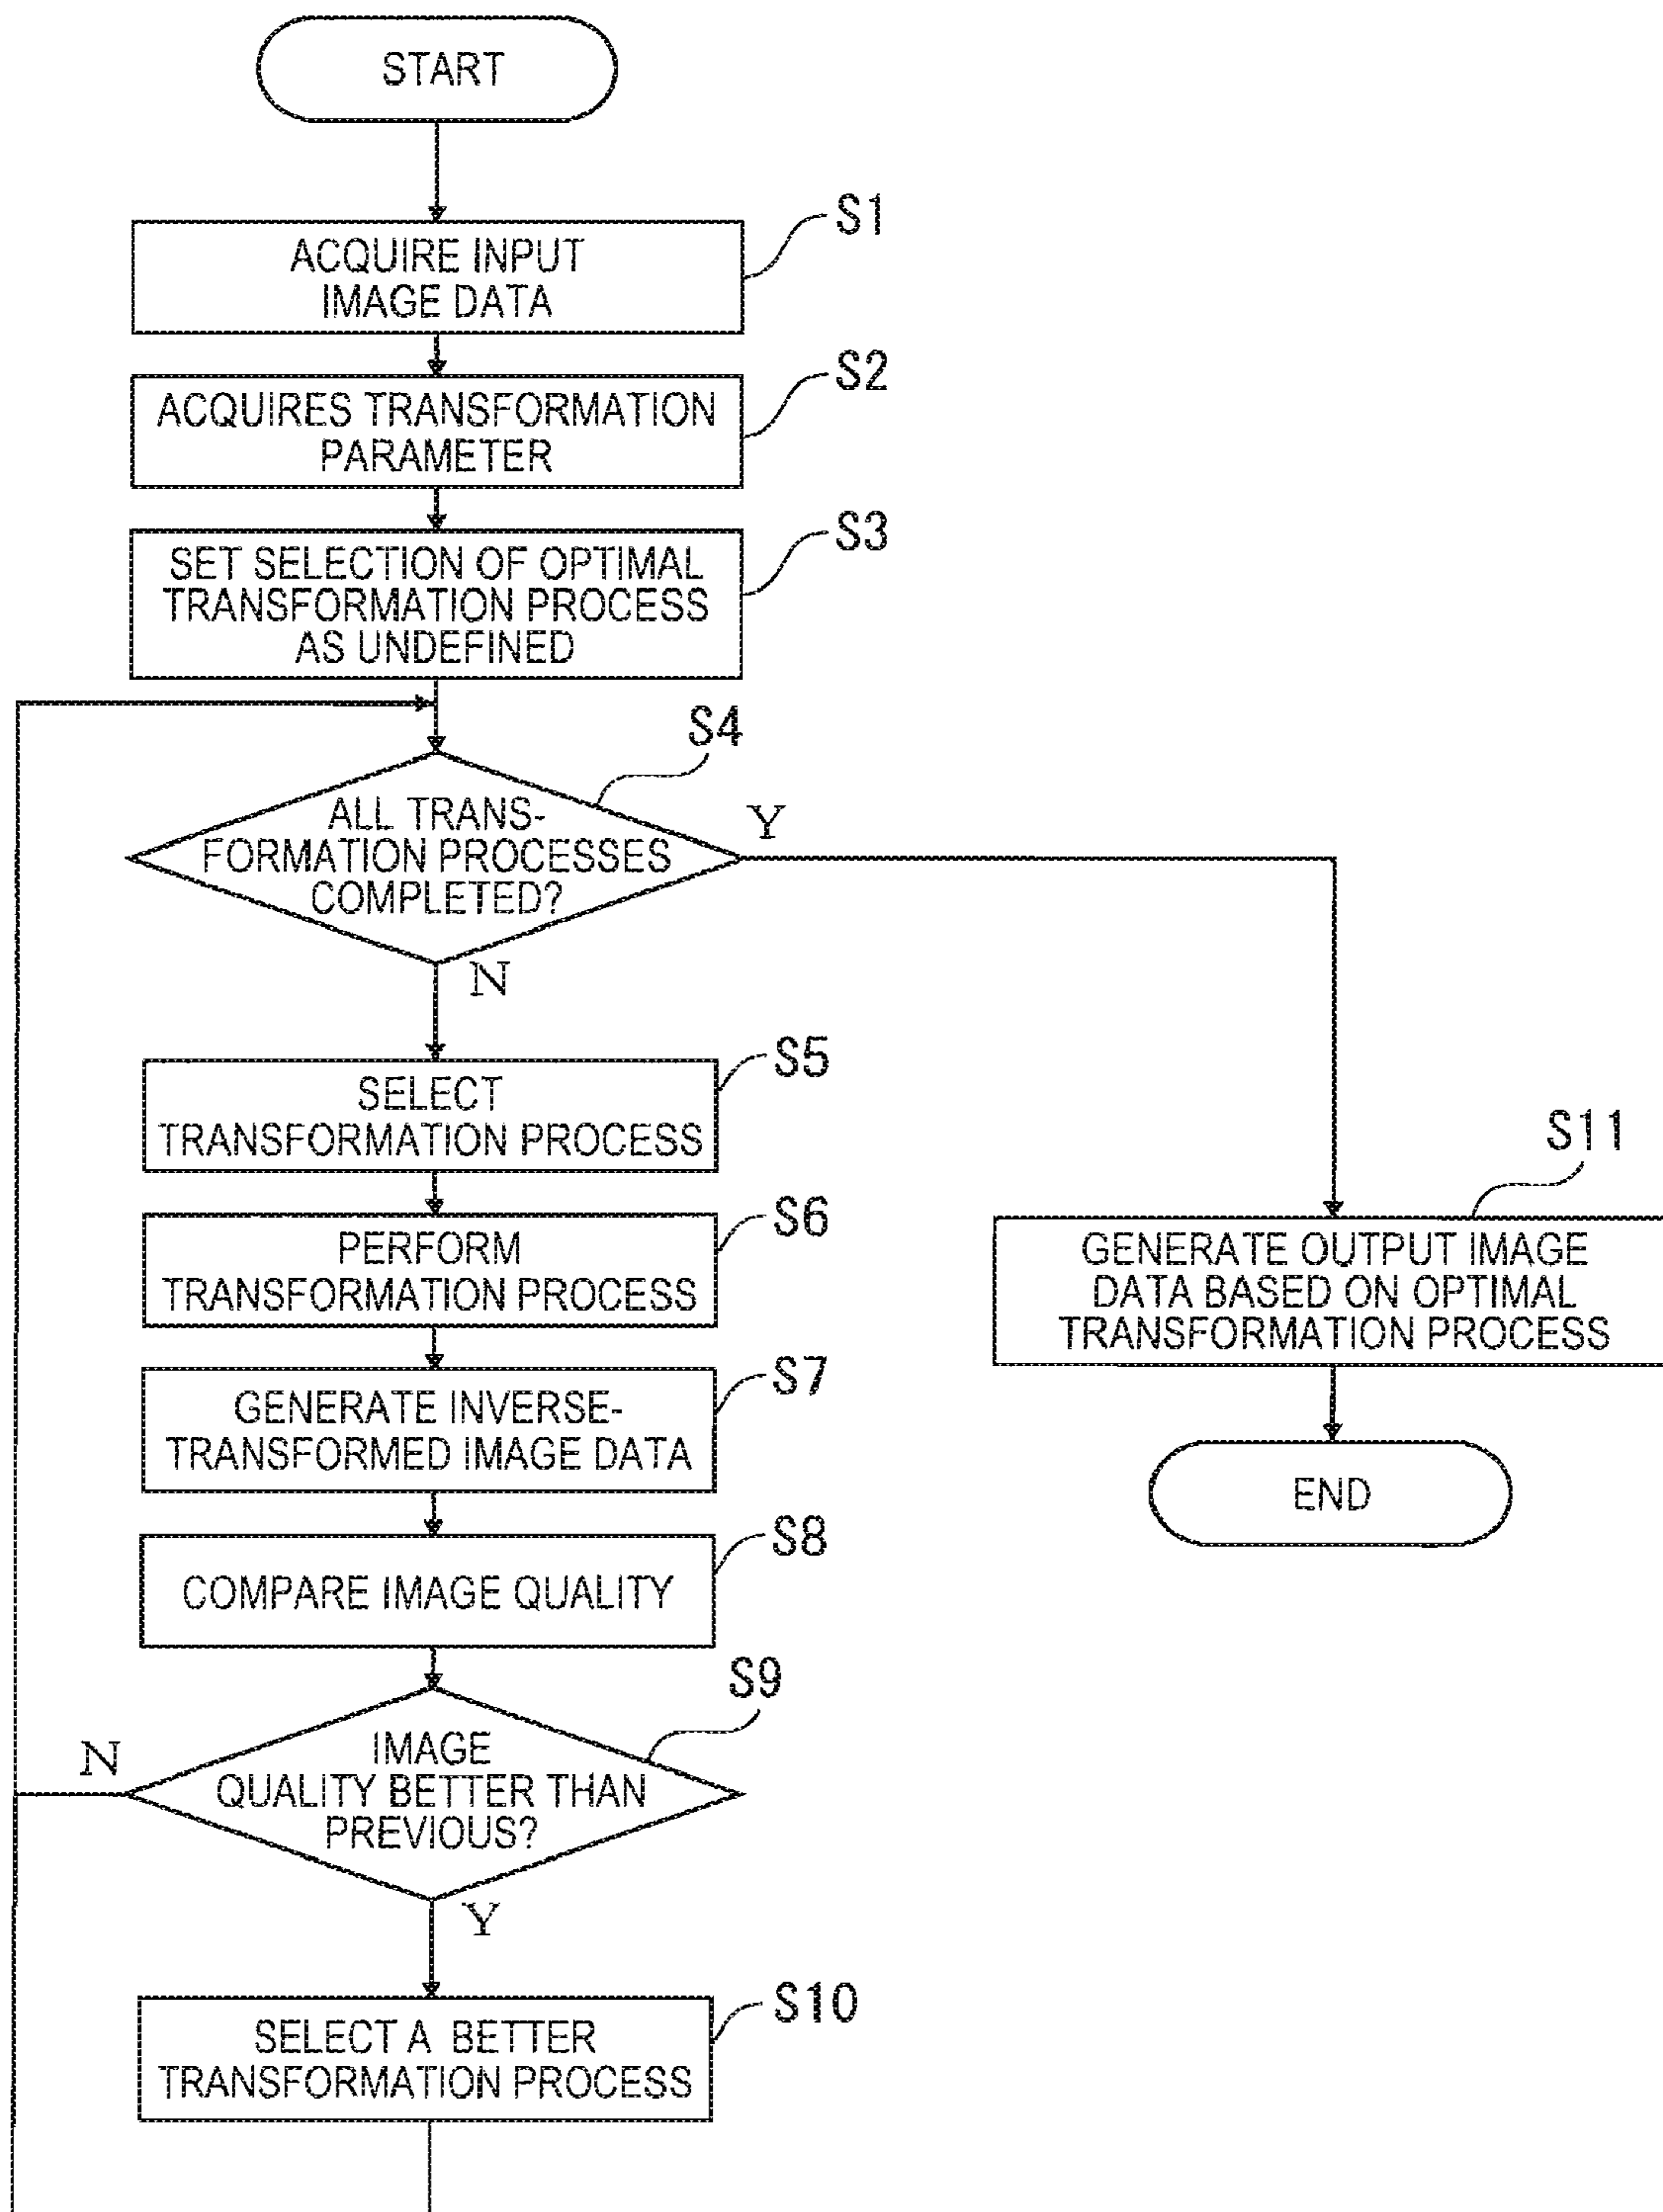 START
S1
ACQUIRE INPUT
IMAGE DATA
S2
ACQUIRES TRANSFORMATION
PARAMETER
S3
SET SELECTION OF OPTIMAL
TRANSFORMATION PROCESS
AS UNDEFINED
S4
ALL TRANS-
FORMATION PROCESSES
COMPLETED?
Y
N
S5
SELECT
TRANSFORMATION PROCESS
S6
PERFORM
TRANSFORMATION PROCESS
S7
GENERATE INVERSE-
TRANSFORMED IMAGE DATA
S8
COMPARE IMAGE QUALITY
S9
IMAGE
QUALITY BETTER THAN
PREVIOUS?
N
Y
S10
SELECT A BETTER
TRANSFORMATION PROCESS
S11
GENERATE OUTPUT IMAGE
DATA BASED ON OPTIMAL
TRANSFORMATION PROCESS
END